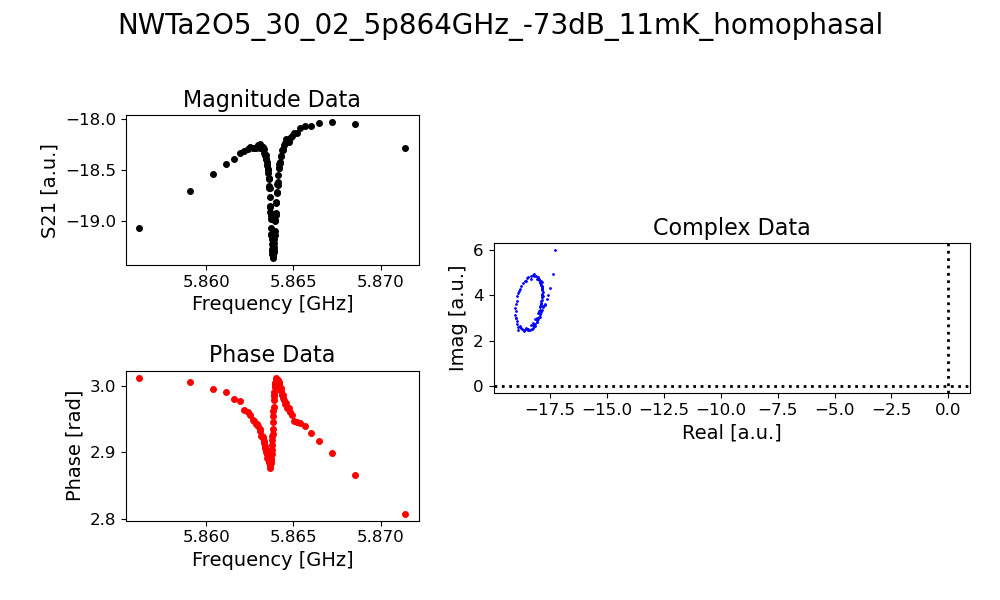 NWTa2O5_30_02_5p864GHz_-73dB_11mK_homophasal
Magnitude Data
S21 [a.u.]
−18.0
−18.5
−19.0
5.860 5.865 5.870
Frequency [GHz]
Phase Data
Phase [rad]
3.0
2.9
2.8
5.860 5.865 5.870
Frequency [GHz]
Complex Data
Imag [a.u.]
6
4
2
0
−17.5 −15.0 −12.5 −10.0 −7.5 −5.0 −2.5 0.0
Real [a.u.]